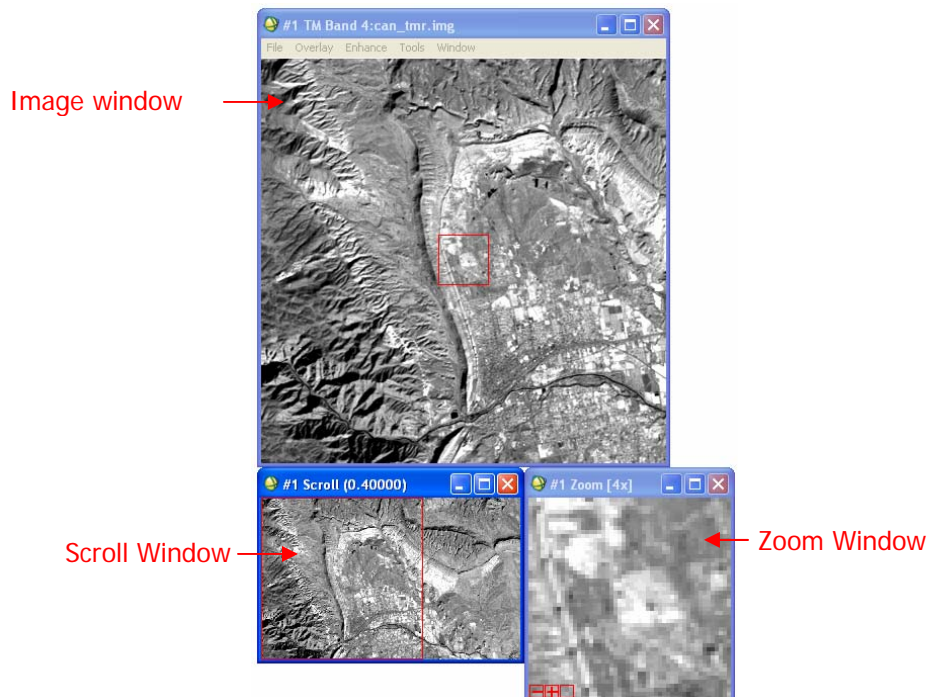 #1 TM Band 4:can_tmr.img
File Overlay Enhance Tools Window
Image window
#1 Scroll (0.40000)
#1 Zoom [4x]
Scroll Window
Zoom Window